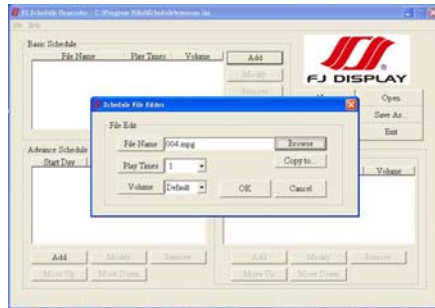 FJ Schedule Generator - C:\Program Files\Schedule\
File Help
Basic Schedule
File Name Play Times Volume
Add
Modify
Remove
FJ DISPLAY
Open
Save As...
Exit
Schedule File Editor
File Edit
File Name 004.mpg Browse
Play Times 1 Copy to...
Volume Default OK Cancel
Advance Schedule
Start Day
Volume
Add Modify Remove
Move Up Move Down
Add Modify Remove
Move Up Move Down